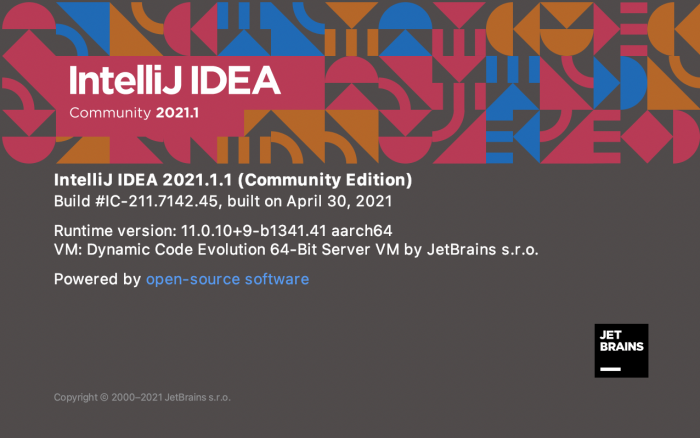 IntelliJ IDEA
Community 2021.1
IntelliJ IDEA 2021.1.1 (Community Edition)
Build #IC-211.7142.45, built on April 30, 2021
Runtime version: 11.0.10+9-b1341.41 aarch64
VM: Dynamic Code Evolution 64-Bit Server VM by JetBrains s.r.o.
Powered by open-source software
JET
BRAINS
Copyright © 2000–2021 JetBrains s.r.o.